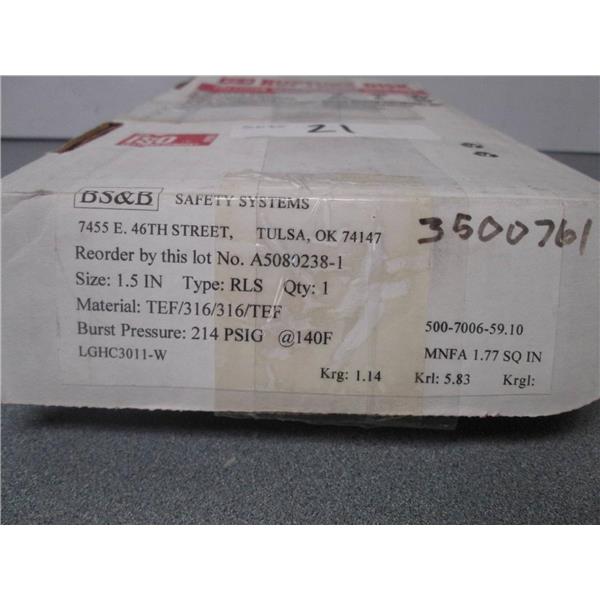 RUPTURE DISK
21
BS&B SAFETY SYSTEMS
7455 E. 46TH STREET, TULSA, OK 74147
3500761
Reorder by this lot No. A5080238-1
Size: 1.5 IN Type: RLS Qty: 1
Material: TEF/316/316/TEF
Burst Pressure: 214 PSIG @140F
500-7006-59.10
LGHC3011-W
MNFA 1.77 SQ IN
Krg: 1.14 Krl: 5.83 Krgl: